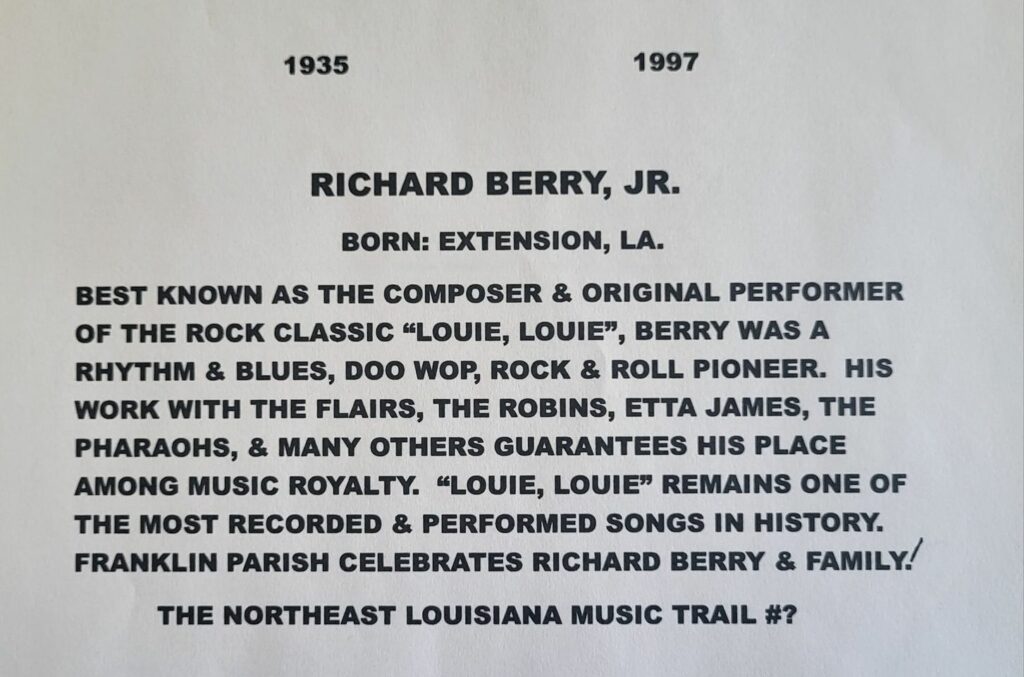 1935 1997
RICHARD BERRY, JR.
BORN: EXTENSION, LA.
BEST KNOWN AS THE COMPOSER & ORIGINAL PERFORMER
OF THE ROCK CLASSIC “LOUIE, LOUIE”, BERRY WAS A
RHYTHM & BLUES, DOO WOP, ROCK & ROLL PIONEER. HIS
WORK WITH THE FLAIRS, THE ROBINS, ETTA JAMES, THE
PHARAOHS, & MANY OTHERS GUARANTEES HIS PLACE
AMONG MUSIC ROYALTY. “LOUIE, LOUIE” REMAINS ONE OF
THE MOST RECORDED & PERFORMED SONGS IN HISTORY.
FRANKLIN PARISH CELEBRATES RICHARD BERRY & FAMILY!
THE NORTHEAST LOUISIANA MUSIC TRAIL #?